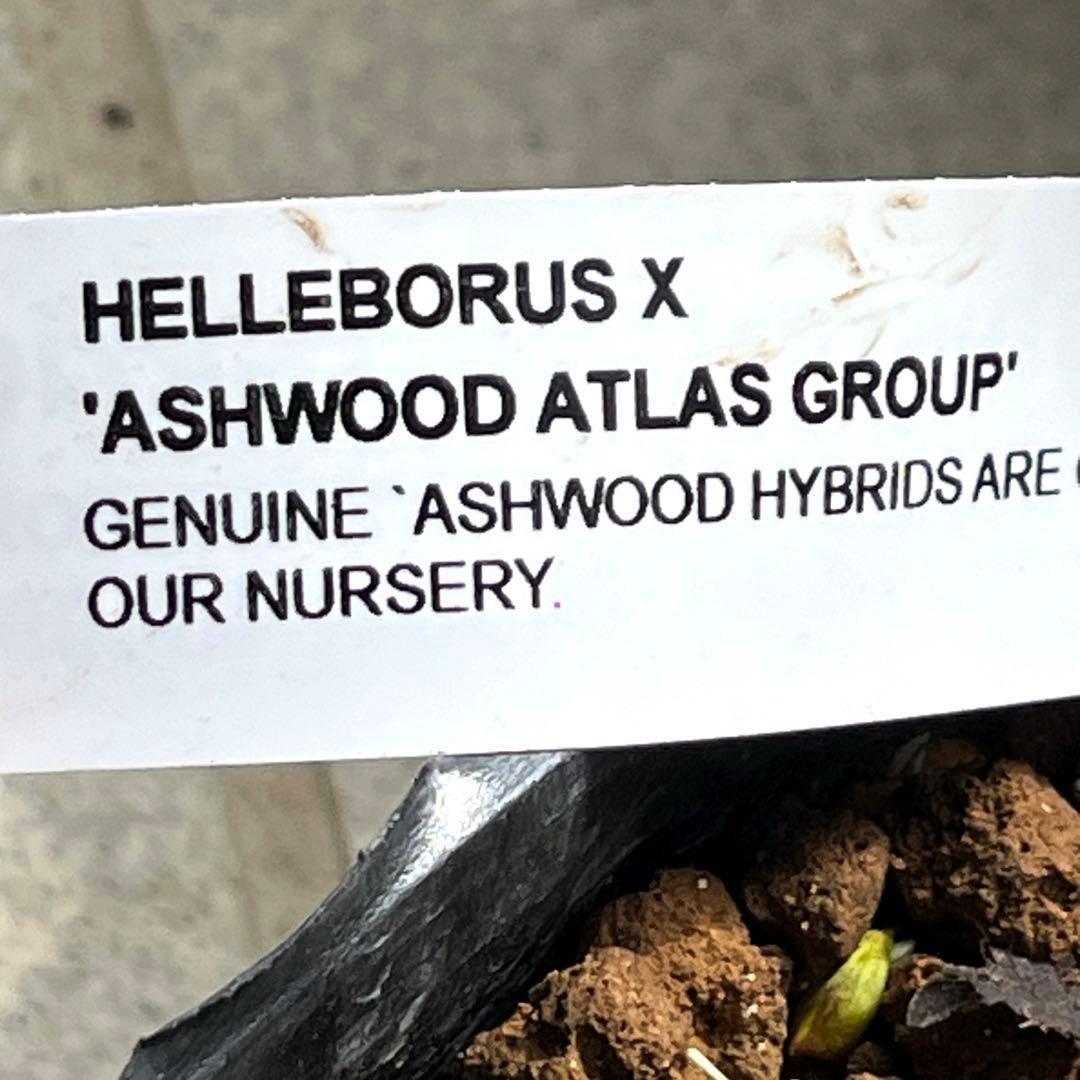 HELLEBORUS X
'ASHWOOD ATLAS GROUP'
GENUINE `ASHWOOD HYBRIDS ARE
OUR NURSERY.